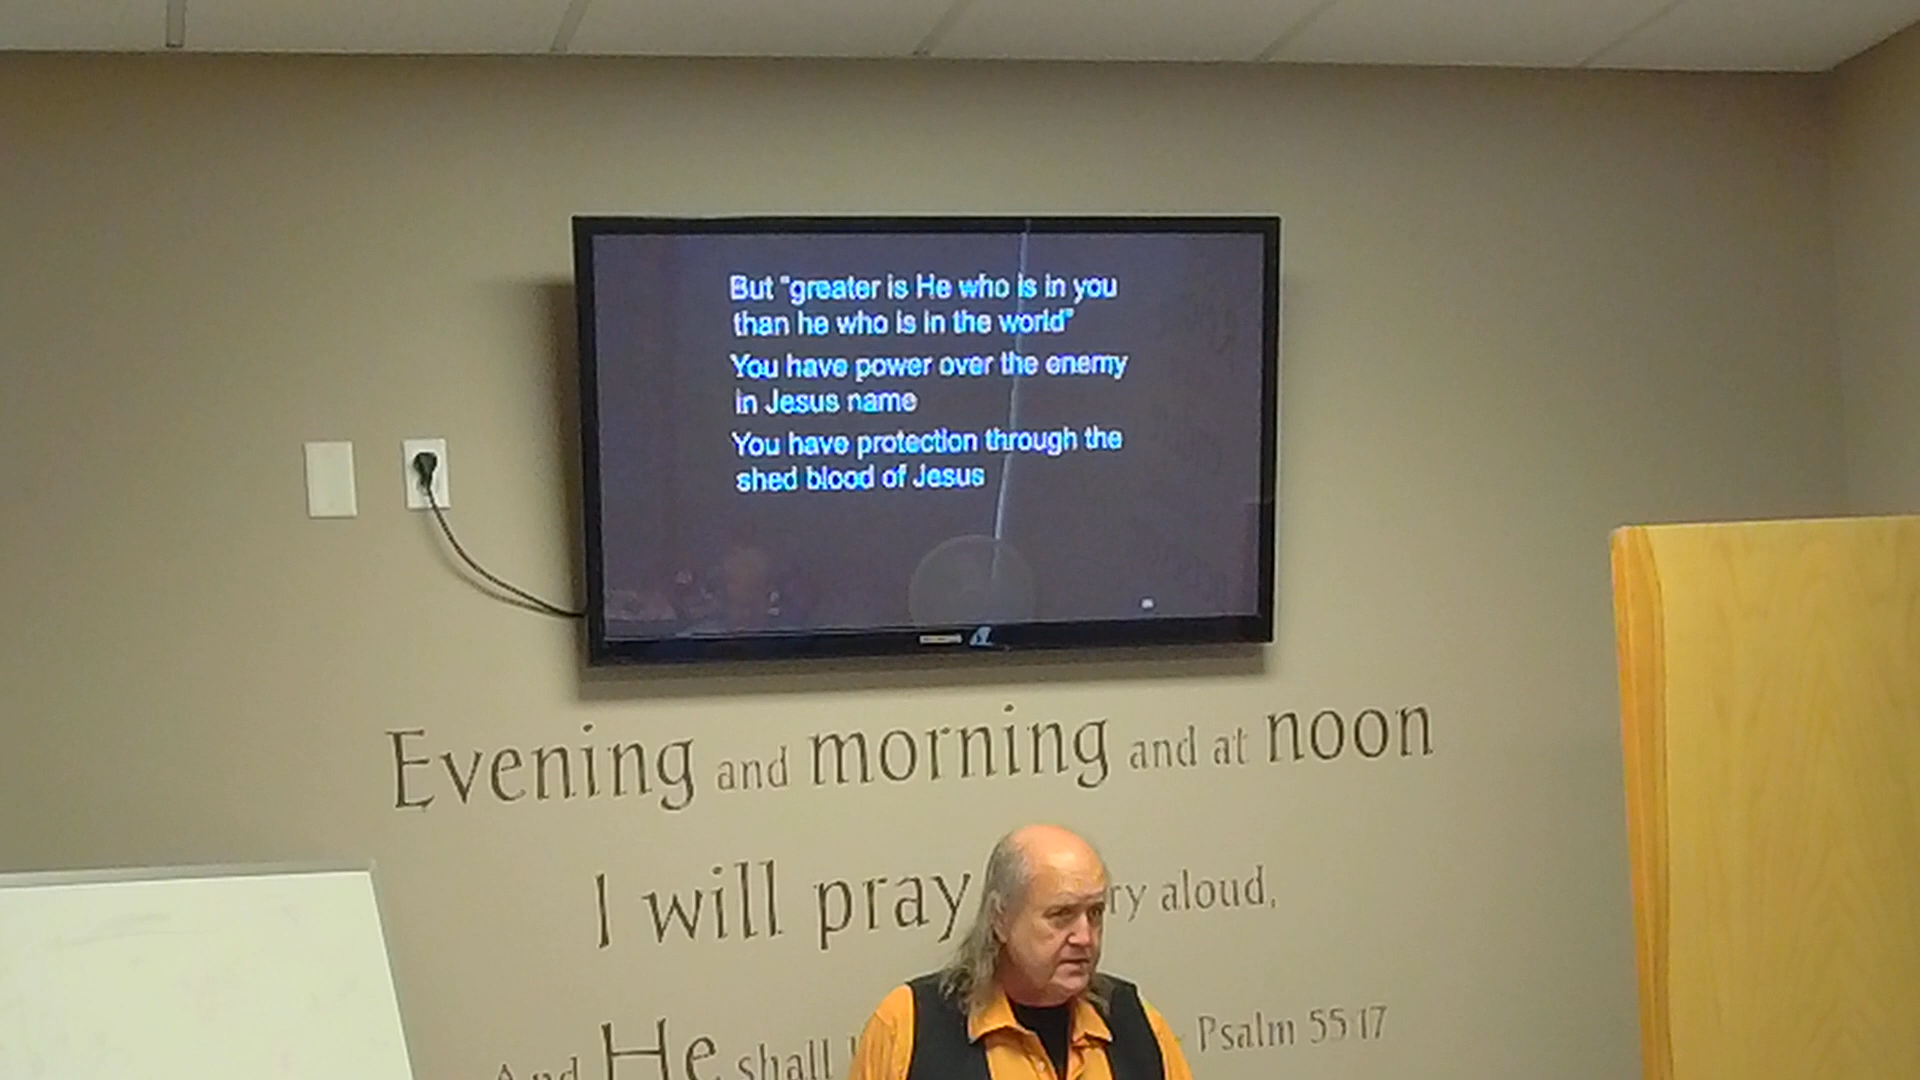 But "greater is He who is in you
than he who is in the world"
You have power over the enemy
in Jesus name
You have protection through the
shed blood of Jesus
Evening and morning and at noon
I will pray ry aloud,
And He shall Psalm 55:17